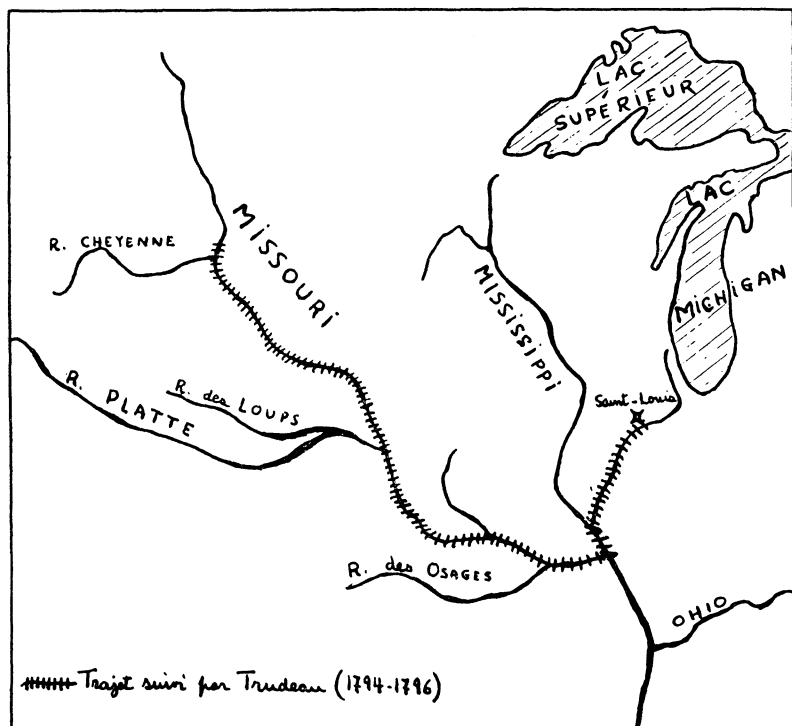 LAC
SUPÉRIEUR
LAC
MICHIGAN
R. CHEYENNE
MISSOURI
MISSISSIPPI
R. des LOUPS
R. PLATTE
Saint-Louis
R. des OSAGES
OHIO
Trajet suivi par Trudeau (1794-1796)